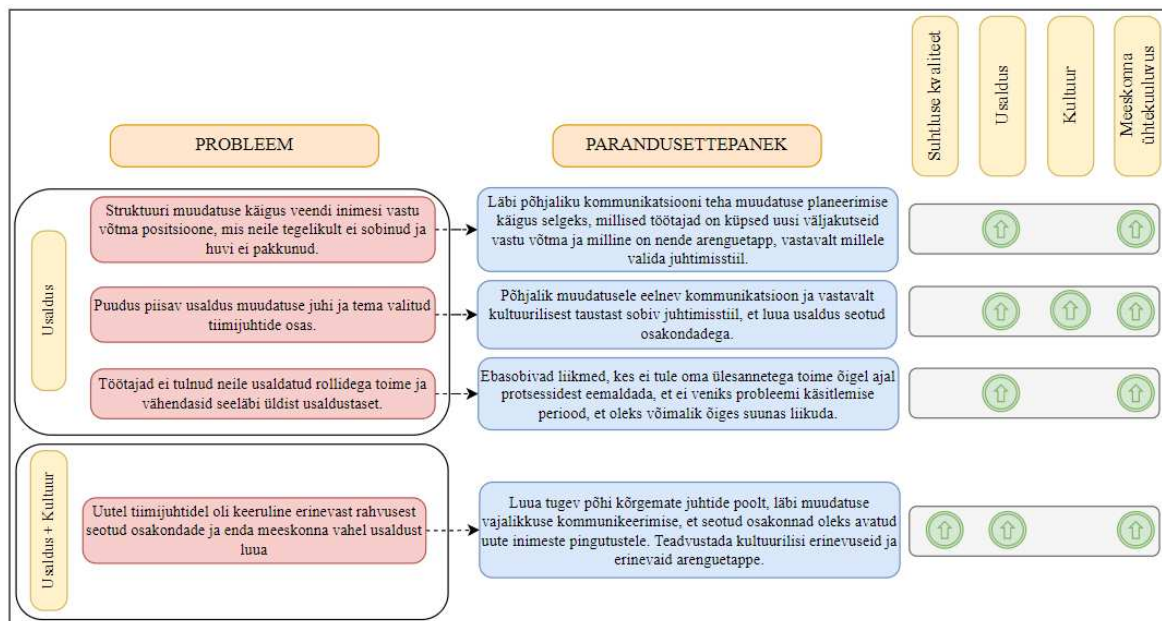 Suhtluse kvaliteet
Usaldus
Kultuur
Meeskonna
ühtekuuluvus
PROBLEEM
PARANDUSETTEPANEK
Usaldus
Struktuuri muudatuse käigus veendi inimesi vastu
võtma positsioone, mis neile tegelikult ei sobinud ja
huvi ei pakkunud.
Läbi põhjaliku kommunikatsiooni teha muudatuse planeerimise
käigus selgeks, millised töötajad on küpsed uusi väljakutseid
vastu võtma ja milline on nende arenguetapp, vastavalt millele
valida juhtimisstiil.
Puudus piisav usaldus muudatuse juhi ja tema valitud
tiimijuhtide osas.
Põhjalik muudatusele eelnev kommunikatsioon ja vastavalt
kultuurilisest taustast sobiv juhtimisstiil, et luua usaldus seotud
osakondadega.
Töötajad ei tulnud neile usaldatud rollidega toime ja
vähendasid seeläbi üldist usaldustaset.
Ebasobivad liikmed, kes ei tule oma ülesannetega toime õigel ajal
protsessidest eemaldada, et ei veniks probleemi käsitlemise
periood, et oleks võimalik õiges suunas liikuda.
Usaldus + Kultuur
Uutel tiimijuhtidel oli keeruline erinevast rahvusest
seotud osakondade ja enda meeskonna vahel usaldust
luua
Luua tugev põhi kõrgemate juhtide poolt, läbi muudatuse
vajalikkuse kommunikeerimise, et seotud osakonnad oleks avatud
uute inimeste pingutustele. Teadvustada kultuurilisi erinevuseid ja
erinevaid arenguetappe.